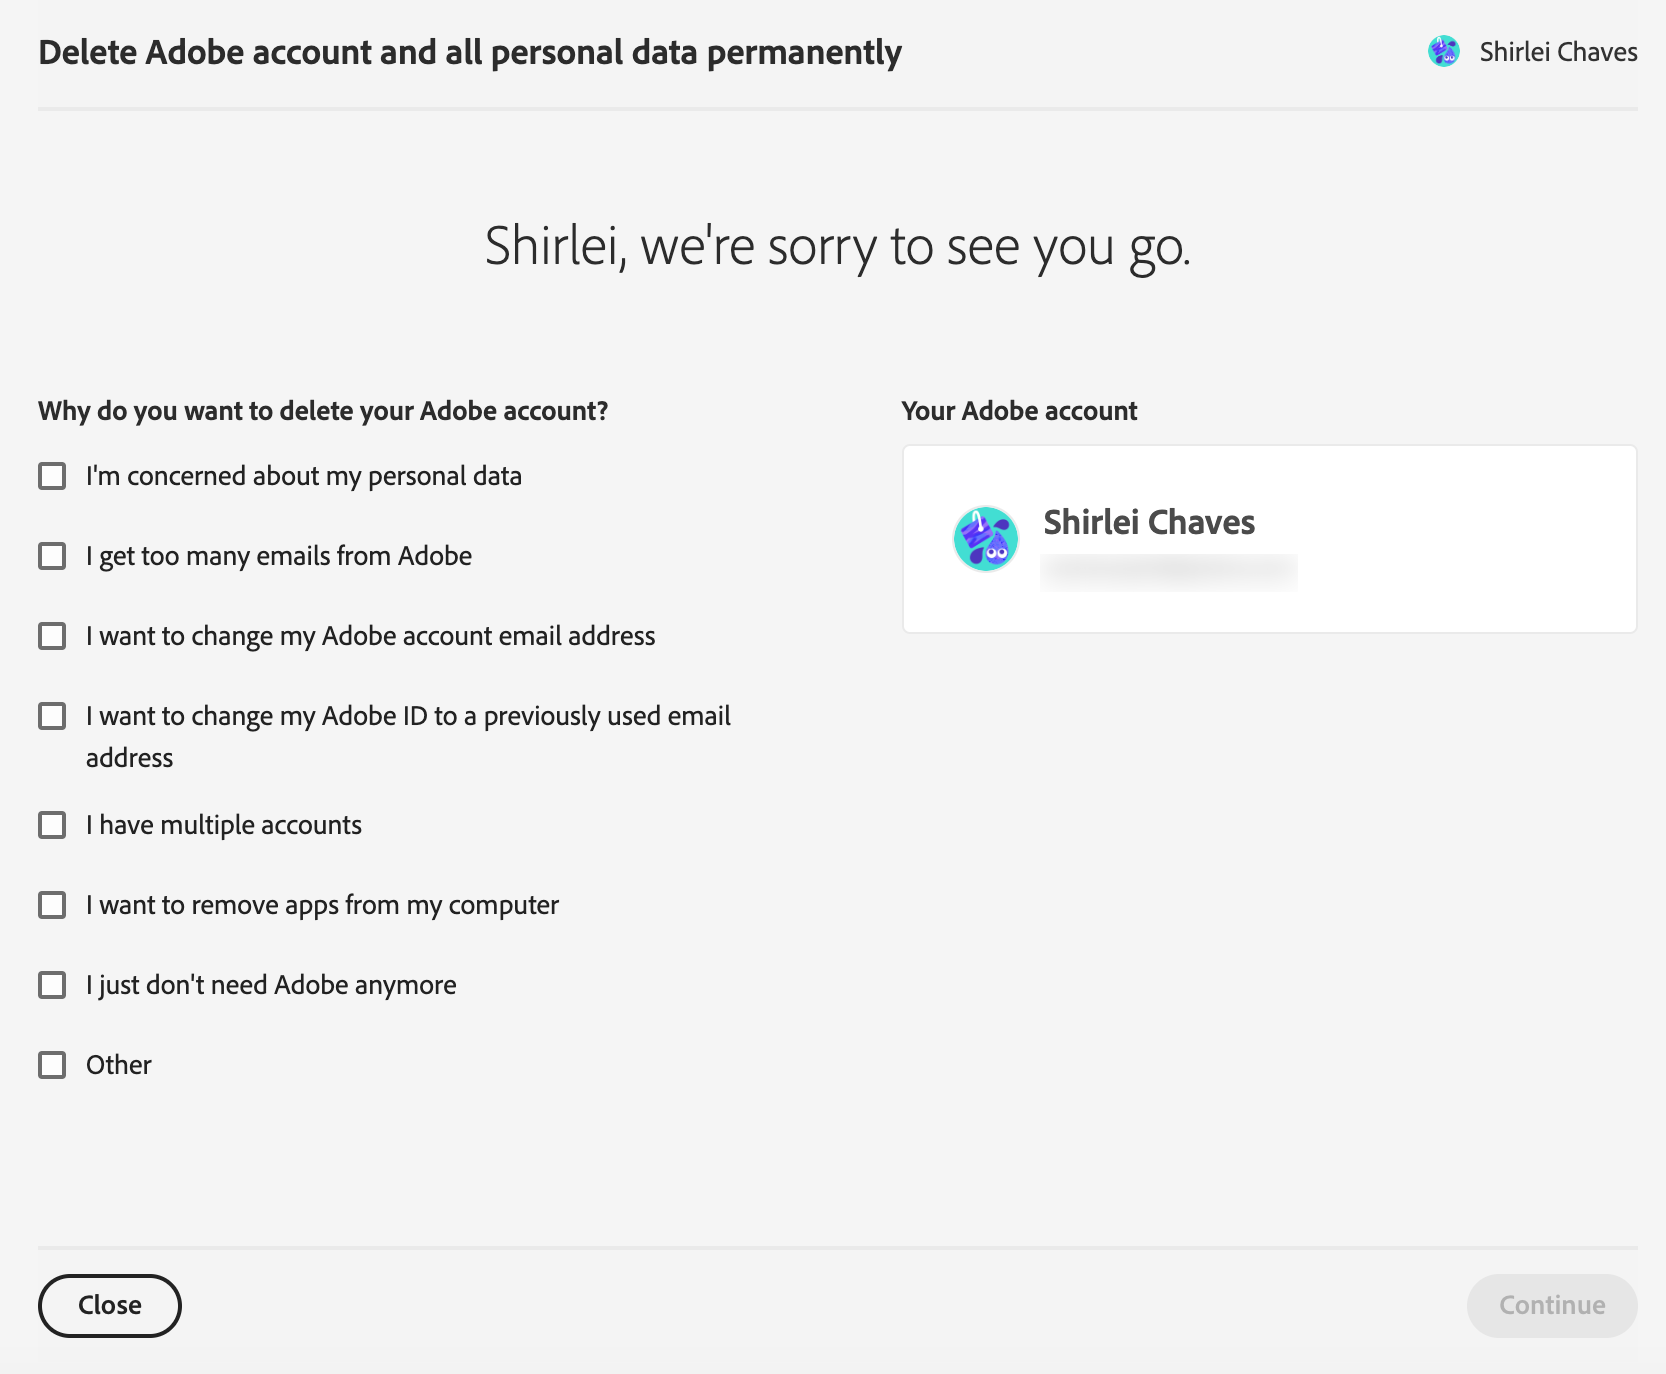 Delete Adobe account and all personal data permanently
Shirlei Chaves
Shirlei, we're sorry to see you go.
Why do you want to delete your Adobe account?
I'm concerned about my personal data
I get too many emails from Adobe
I want to change my Adobe account email address
I want to change my Adobe ID to a previously used email
address
I have multiple accounts
I want to remove apps from my computer
I just don't need Adobe anymore
Other
Your Adobe account
Shirlei Chaves
Close
Continue